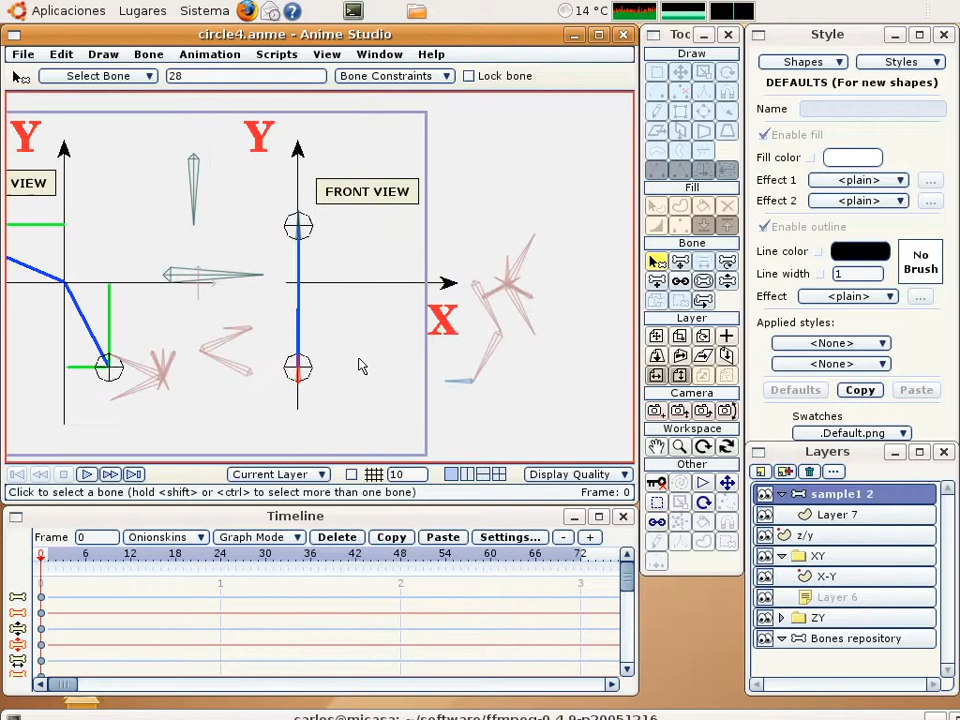 Aplicaciones Lugares Sistema ? 14 °C
circle4.anme - Anime Studio
File Edit Draw Bone Animation Scripts View Window Help
Select Bone 28 Bone Constraints Lock bone
Y Y
VIEW FRONT VIEW
X
Current Layer 10 Display Quality
Click to select a bone (hold <shift> or <ctrl> to select more than one bone) Frame: 0
Timeline
Frame 0 Onionskins Graph Mode Delete Copy Paste Settings... - +
0 6 12 18 24 30 36 42 48 54 60 66 72
0 1 2 3
Draw
Fill
Bone
Layer
Camera
Workspace
Other
Style
Shapes Styles
DEFAULTS (For new shapes)
Name
Enable fill
Fill color
Effect 1 <plain> ...
Effect 2 <plain> ...
Enable outline
Line color
Line width 1
No Brush
Effect <plain> ...
Applied styles:
<None>
<None>
Defaults Copy Paste
Swatches
.Default.png
Layers
...
sample1 2
Layer 7
z/y
XY
X-Y
Layer 6
ZY
Bones repository